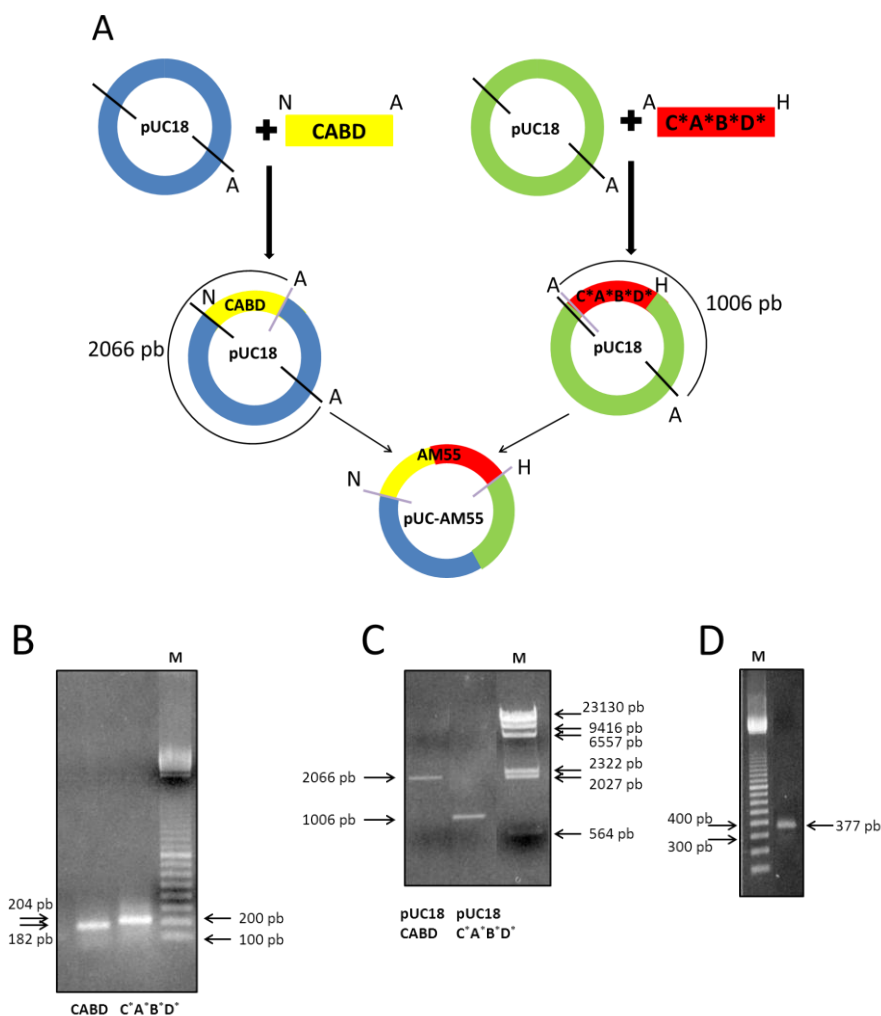 A
N A
A H
pUC18
CABD
pUC18
C*A*B*D*
A
A
N A
CABD
A C*A*B*D* H
2066 pb
pUC18
pUC18
1006 pb
A
A
AM55
N H
pUC-AM55
B
M
204 pb
182 pb
200 pb
100 pb
CABD C*A*B*D*
C
M
23130 pb
9416 pb
6557 pb
2322 pb
2027 pb
564 pb
2066 pb
1006 pb
pUC18 pUC18
CABD C*A*B*D*
D
M
400 pb
300 pb
377 pb